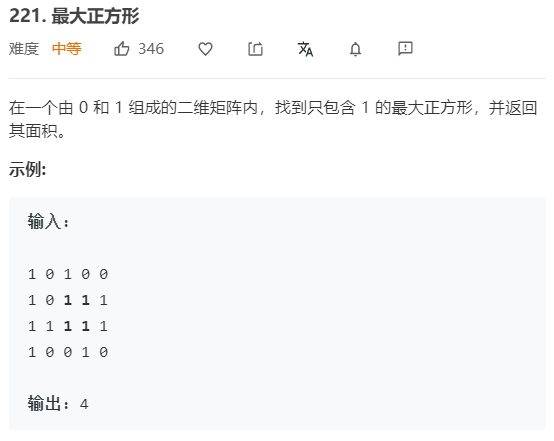 221. 最大正方形
难度 中等 346
在一个由 0 和 1 组成的二维矩阵内，找到只包含 1 的最大正方形，并返回
其面积。
示例:
输入:
1 0 1 0 0
1 0 1 1 1
1 1 1 1 1
1 0 0 1 0
输出: 4